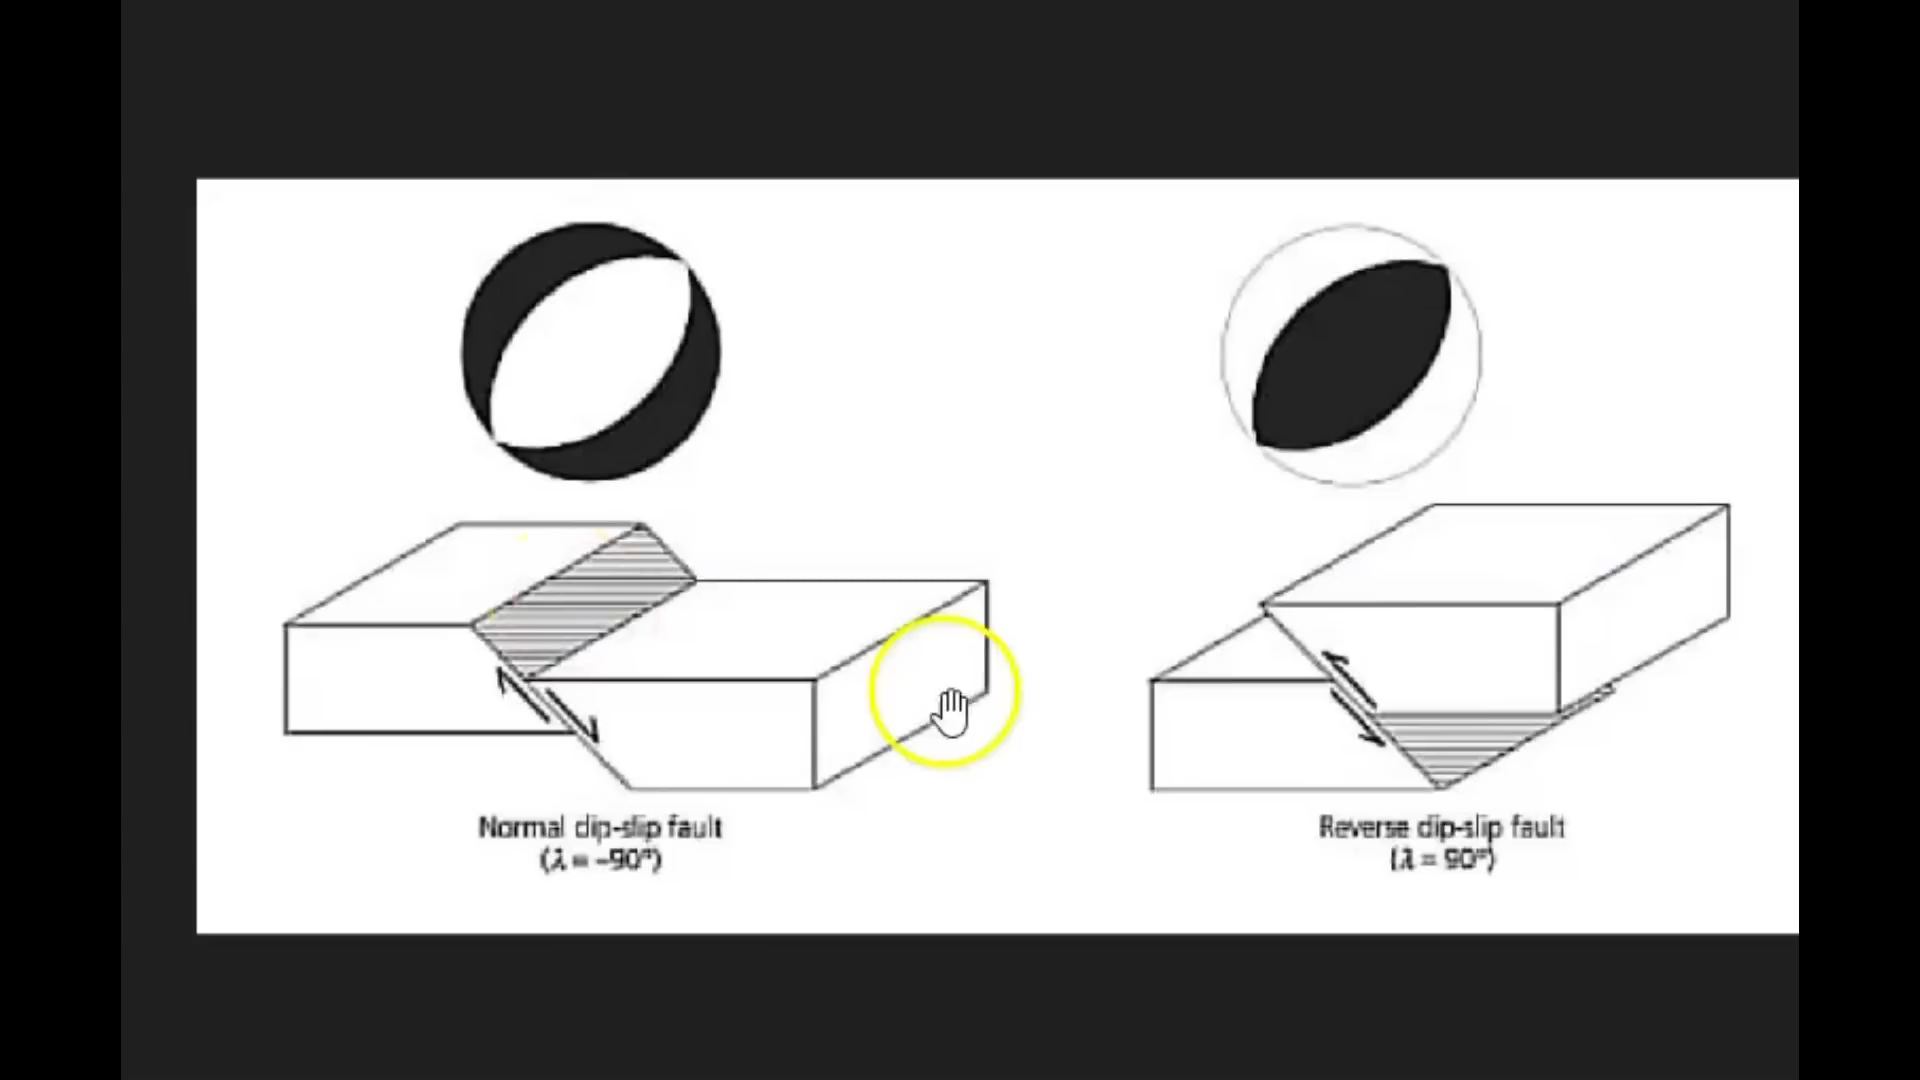 Normal dip-slip fault
(λ = –90°)
Reverse dip-slip fault
(λ = 90°)